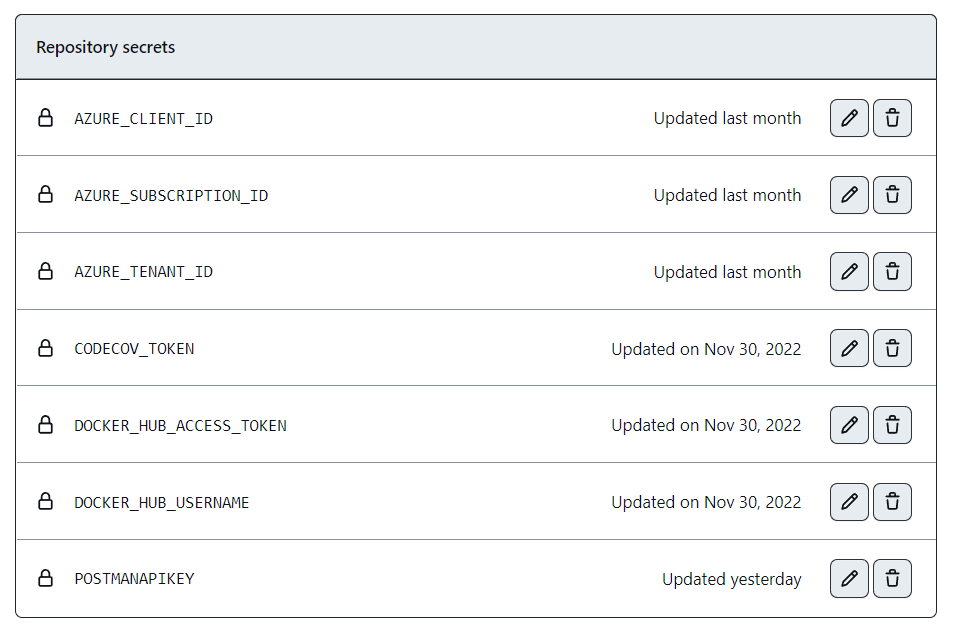 Repository secrets
AZURE_CLIENT_ID Updated last month
AZURE_SUBSCRIPTION_ID Updated last month
AZURE_TENANT_ID Updated last month
CODECOV_TOKEN Updated on Nov 30, 2022
DOCKER_HUB_ACCESS_TOKEN Updated on Nov 30, 2022
DOCKER_HUB_USERNAME Updated on Nov 30, 2022
POSTMANAPIKEY Updated yesterday